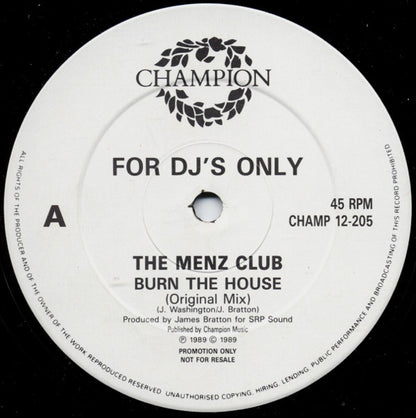 CHAMPION
FOR DJ'S ONLY
A
45 RPM
CHAMP 12-205
THE MENZ CLUB
BURN THE HOUSE
(Original Mix)
(J. Washington/J. Bratton)
Produced by James Bratton for SRP Sound
Published by Champion Music
℗ 1989 © 1989
PROMOTION ONLY
NOT FOR RESALE
ALL RIGHTS OF THE PRODUCER AND OF THE OWNER OF THE WORK REPRODUCED RESERVED UNAUTHORISED COPYING, HIRING, LENDING, PUBLIC PERFORMANCE AND BROADCASTING OF THIS RECORD PROHIBITED